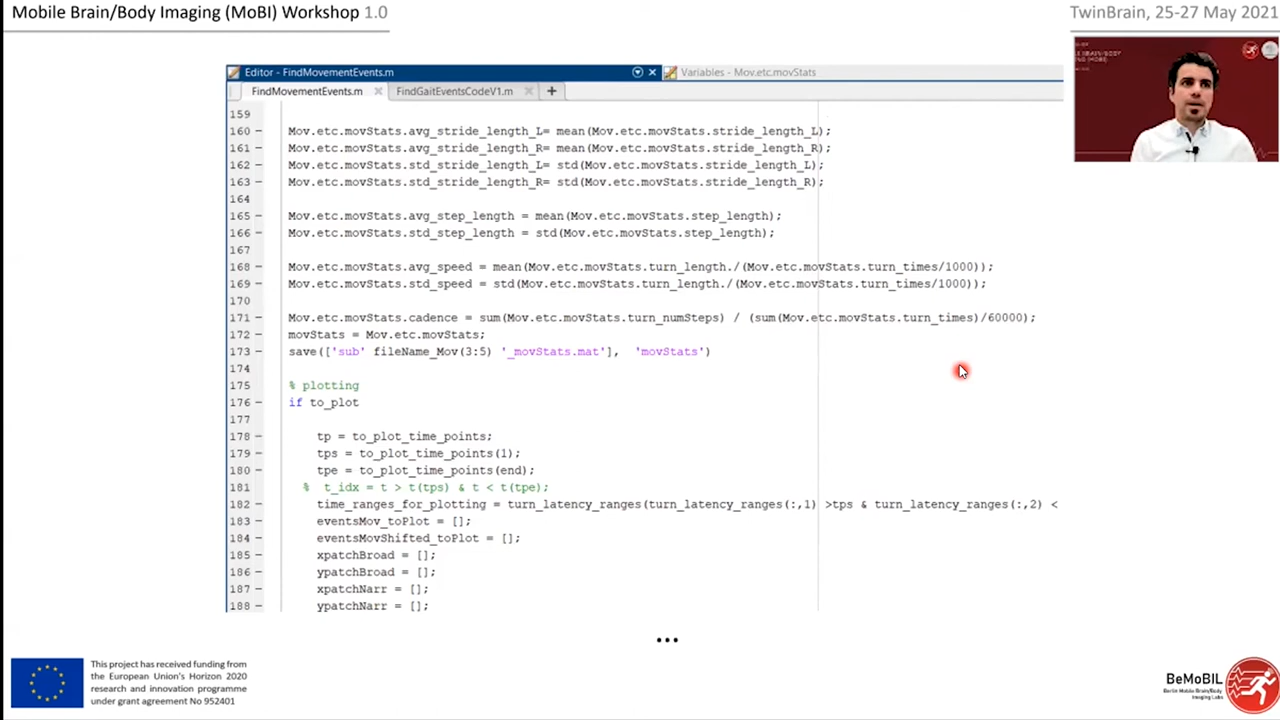 Mobile Brain/Body Imaging (MoBI) Workshop 1.0
TwinBrain, 25-27 May 2021
Editor - FindMovementEvents.m
Variables - Mov.etc.movStats
FindMovementEvents.m
FindGaitEventsCodeV1.m
159
160 - Mov.etc.movStats.avg_stride_length_L= mean(Mov.etc.movStats.stride_length_L);
161 - Mov.etc.movStats.avg_stride_length_R= mean(Mov.etc.movStats.stride_length_R);
162 - Mov.etc.movStats.std_stride_length_L= std(Mov.etc.movStats.stride_length_L);
163 - Mov.etc.movStats.std_stride_length_R= std(Mov.etc.movStats.stride_length_R);
164
165 - Mov.etc.movStats.avg_step_length = mean(Mov.etc.movStats.step_length);
166 - Mov.etc.movStats.std_step_length = std(Mov.etc.movStats.step_length);
167
168 - Mov.etc.movStats.avg_speed = mean(Mov.etc.movStats.turn_length./(Mov.etc.movStats.turn_times/1000));
169 - Mov.etc.movStats.std_speed = std(Mov.etc.movStats.turn_length./(Mov.etc.movStats.turn_times/1000));
170
171 - Mov.etc.movStats.cadence = sum(Mov.etc.movStats.turn_numSteps) / (sum(Mov.etc.movStats.turn_times)/60000);
172 - movStats = Mov.etc.movStats;
173 - save(['sub' fileName_Mov(3:5) '_movStats.mat'], 'movStats')
174
175 % plotting
176 - if to_plot
177
178 - tp = to_plot_time_points;
179 - tps = to_plot_time_points(1);
180 - tpe = to_plot_time_points(end);
181 % t_idx = t > t(tps) & t < t(tpe);
182 - time_ranges_for_plotting = turn_latency_ranges(turn_latency_ranges(:,1) >tps & turn_latency_ranges(:,2) <
183 - eventsMov_toPlot = [];
184 - eventsMovShifted_toPlot = [];
185 - xpatchBroad = [];
186 - ypatchBroad = [];
187 - xpatchNarr = [];
188 - ypatchNarr = [];
...
This project has received funding from
the European Union's Horizon 2020
research and innovation programme
under grant agreement No 952401
BeMoBIL
Berlin Mobile Brain/Body
Imaging Labs